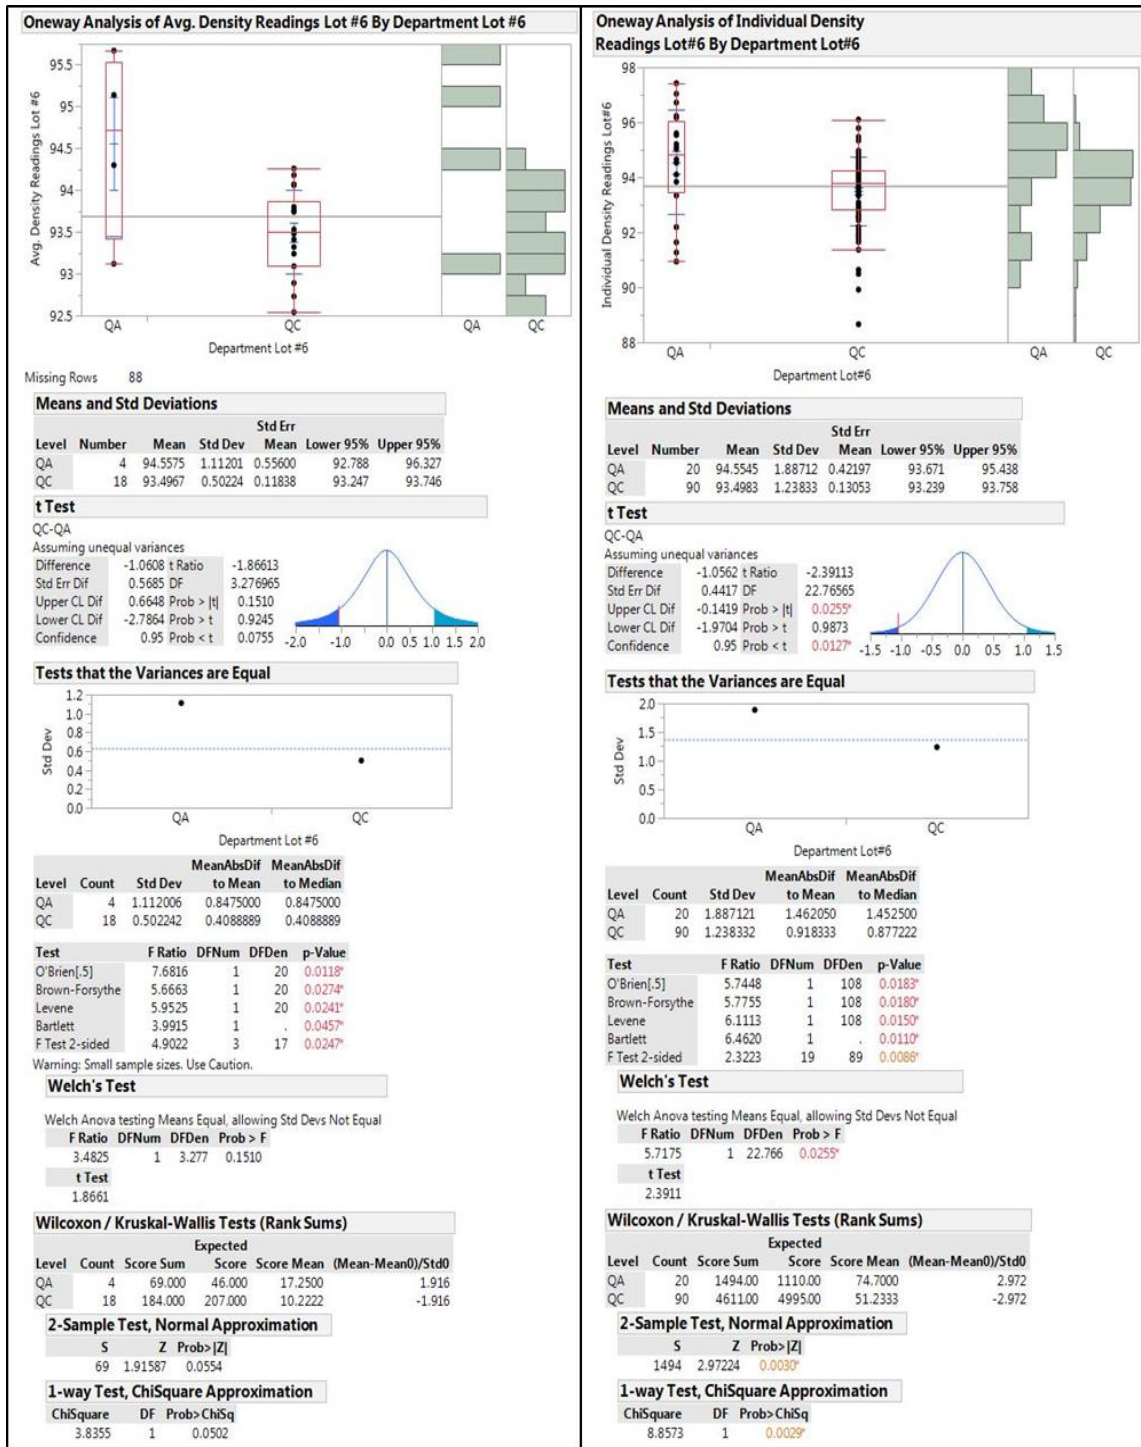 Oneway Analysis of Avg. Density Readings Lot #6 By Department Lot #6
Avg. Density Readings Lot #6
95.5
95
94.5
94
93.5
93
92.5
QA
QC
QA
QC
Department Lot #6
Missing Rows 88
Means and Std Deviations
Std Err
Level Number Mean Std Dev Mean Lower 95% Upper 95%
QA 4 94.5575 1.11201 0.55600 92.788 96.327
QC 18 93.4967 0.50224 0.11838 93.247 93.746
t Test
QC-QA
Assuming unequal variances
Difference -1.0608 t Ratio -1.86613
Std Err Dif 0.5685 DF 3.276965
Upper CL Dif 0.6648 Prob > |t| 0.1510
Lower CL Dif -2.7864 Prob > t 0.9245
Confidence 0.95 Prob < t 0.0755
-2.0 -1.0 0.0 0.5 1.0 1.5 2.0
Tests that the Variances are Equal
Std Dev
1.2
1.0
0.8
0.6
0.4
0.2
0.0
QA
QC
Department Lot #6
MeanAbsDif MeanAbsDif
Level Count Std Dev to Mean to Median
QA 4 1.112006 0.8475000 0.8475000
QC 18 0.502242 0.4088889 0.4088889
Test F Ratio DFNum DFDen p-Value
O'Brien[.5] 7.6816 1 20 0.0118*
Brown-Forsythe 5.6663 1 20 0.0274*
Levene 5.9525 1 20 0.0241*
Bartlett 3.9915 1 . 0.0457*
F Test 2-sided 4.9022 3 17 0.0247*
Warning: Small sample sizes. Use Caution.
Welch's Test
Welch Anova testing Means Equal, allowing Std Devs Not Equal
F Ratio DFNum DFDen Prob > F
3.4825 1 3.277 0.1510
t Test
1.8661
Wilcoxon / Kruskal-Wallis Tests (Rank Sums)
Expected
Level Count Score Sum Score Score Mean (Mean-Mean0)/Std0
QA 4 69.000 46.000 17.2500 1.916
QC 18 184.000 207.000 10.2222 -1.916
2-Sample Test, Normal Approximation
S Z Prob>|Z|
69 1.91587 0.0554
1-way Test, ChiSquare Approximation
ChiSquare DF Prob>ChiSq
3.8355 1 0.0502
Oneway Analysis of Individual Density
Readings Lot#6 By Department Lot#6
Individual Density Readings Lot#6
98
96
94
92
90
88
QA
QC
QA
QC
Department Lot#6
Means and Std Deviations
Std Err
Level Number Mean Std Dev Mean Lower 95% Upper 95%
QA 20 94.5545 1.88712 0.42197 93.671 95.438
QC 90 93.4983 1.23833 0.13053 93.239 93.758
t Test
QC-QA
Assuming unequal variances
Difference -1.0562 t Ratio -2.39113
Std Err Dif 0.4417 DF 22.76565
Upper CL Dif -0.1419 Prob > |t| 0.0255*
Lower CL Dif -1.9704 Prob > t 0.9873
Confidence 0.95 Prob < t 0.0127*
-1.5 -1.0 -0.5 0.0 0.5 1.0 1.5
Tests that the Variances are Equal
Std Dev
2.0
1.5
1.0
0.5
0.0
QA
QC
Department Lot#6
MeanAbsDif MeanAbsDif
Level Count Std Dev to Mean to Median
QA 20 1.887121 1.462050 1.452500
QC 90 1.238332 0.918333 0.877222
Test F Ratio DFNum DFDen p-Value
O'Brien[.5] 5.7448 1 108 0.0183*
Brown-Forsythe 5.7755 1 108 0.0180*
Levene 6.1113 1 108 0.0150*
Bartlett 6.4620 1 . 0.0110*
F Test 2-sided 2.3223 19 89 0.0086*
Welch's Test
Welch Anova testing Means Equal, allowing Std Devs Not Equal
F Ratio DFNum DFDen Prob > F
5.7175 1 22.766 0.0255*
t Test
2.3911
Wilcoxon / Kruskal-Wallis Tests (Rank Sums)
Expected
Level Count Score Sum Score Score Mean (Mean-Mean0)/Std0
QA 20 1494.00 1110.00 74.7000 2.972
QC 90 4611.00 4995.00 51.2333 -2.972
2-Sample Test, Normal Approximation
S Z Prob>|Z|
1494 2.97224 0.0030*
1-way Test, ChiSquare Approximation
ChiSquare DF Prob>ChiSq
8.8573 1 0.0029*